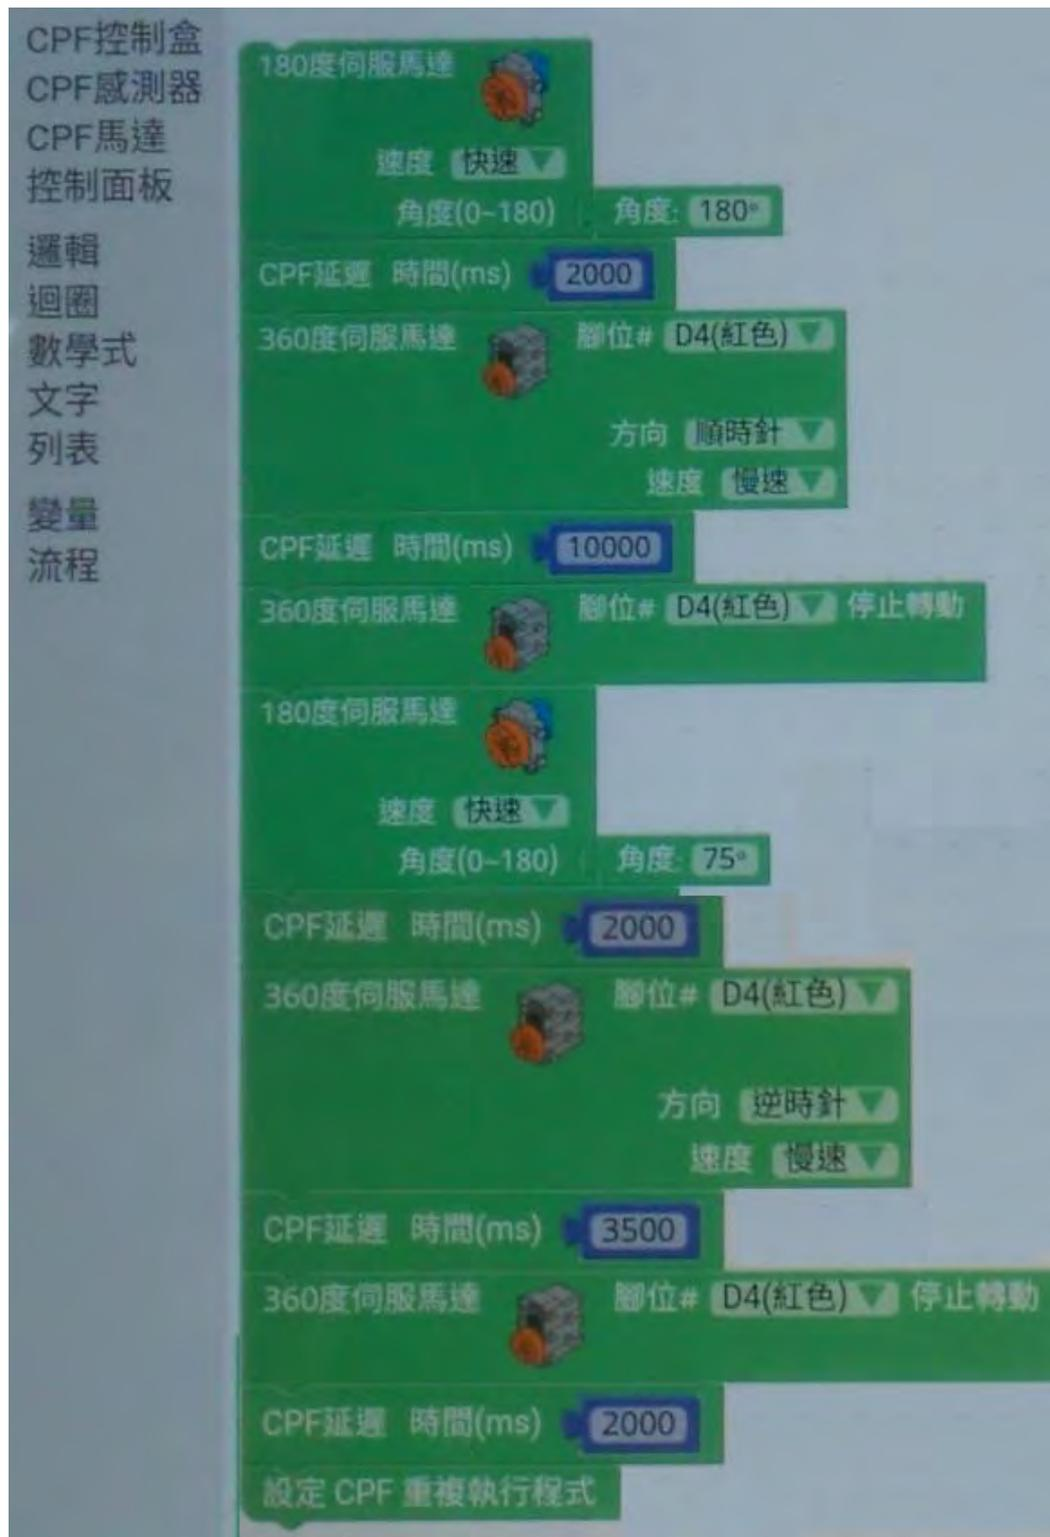 CPF控制盒
CPF感測器
CPF馬達
控制面板
邏輯
迴圈
數學式
文字
列表
變量
流程
180度伺服馬達
速度 快速
角度(0~180) 角度: 180°
CPF延遲 時間(ms) 2000
360度伺服馬達 腳位# D4(紅色)
方向 順時針
速度 慢速
CPF延遲 時間(ms) 10000
360度伺服馬達 腳位# D4(紅色) 停止轉動
180度伺服馬達
速度 快速
角度(0~180) 角度: 75°
CPF延遲 時間(ms) 2000
360度伺服馬達 腳位# D4(紅色)
方向 逆時針
速度 慢速
CPF延遲 時間(ms) 3500
360度伺服馬達 腳位# D4(紅色) 停止轉動
CPF延遲 時間(ms) 2000
設定 CPF 重複執行程式